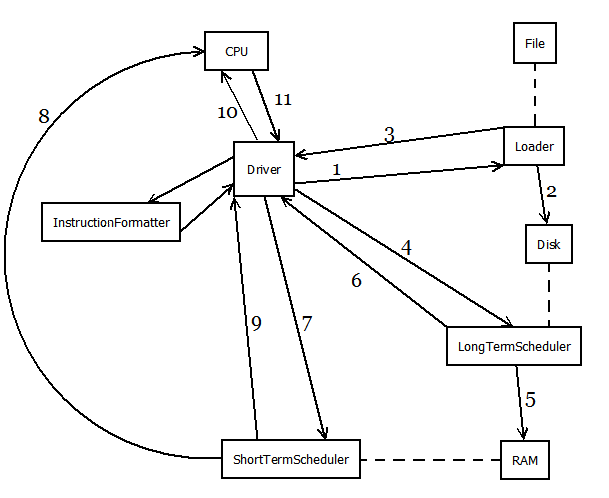 File
CPU
8
11
10
3
Loader
Driver
1
2
InstructionFormatter
Disk
4
6
9
7
LongTermScheduler
5
ShortTermScheduler
RAM